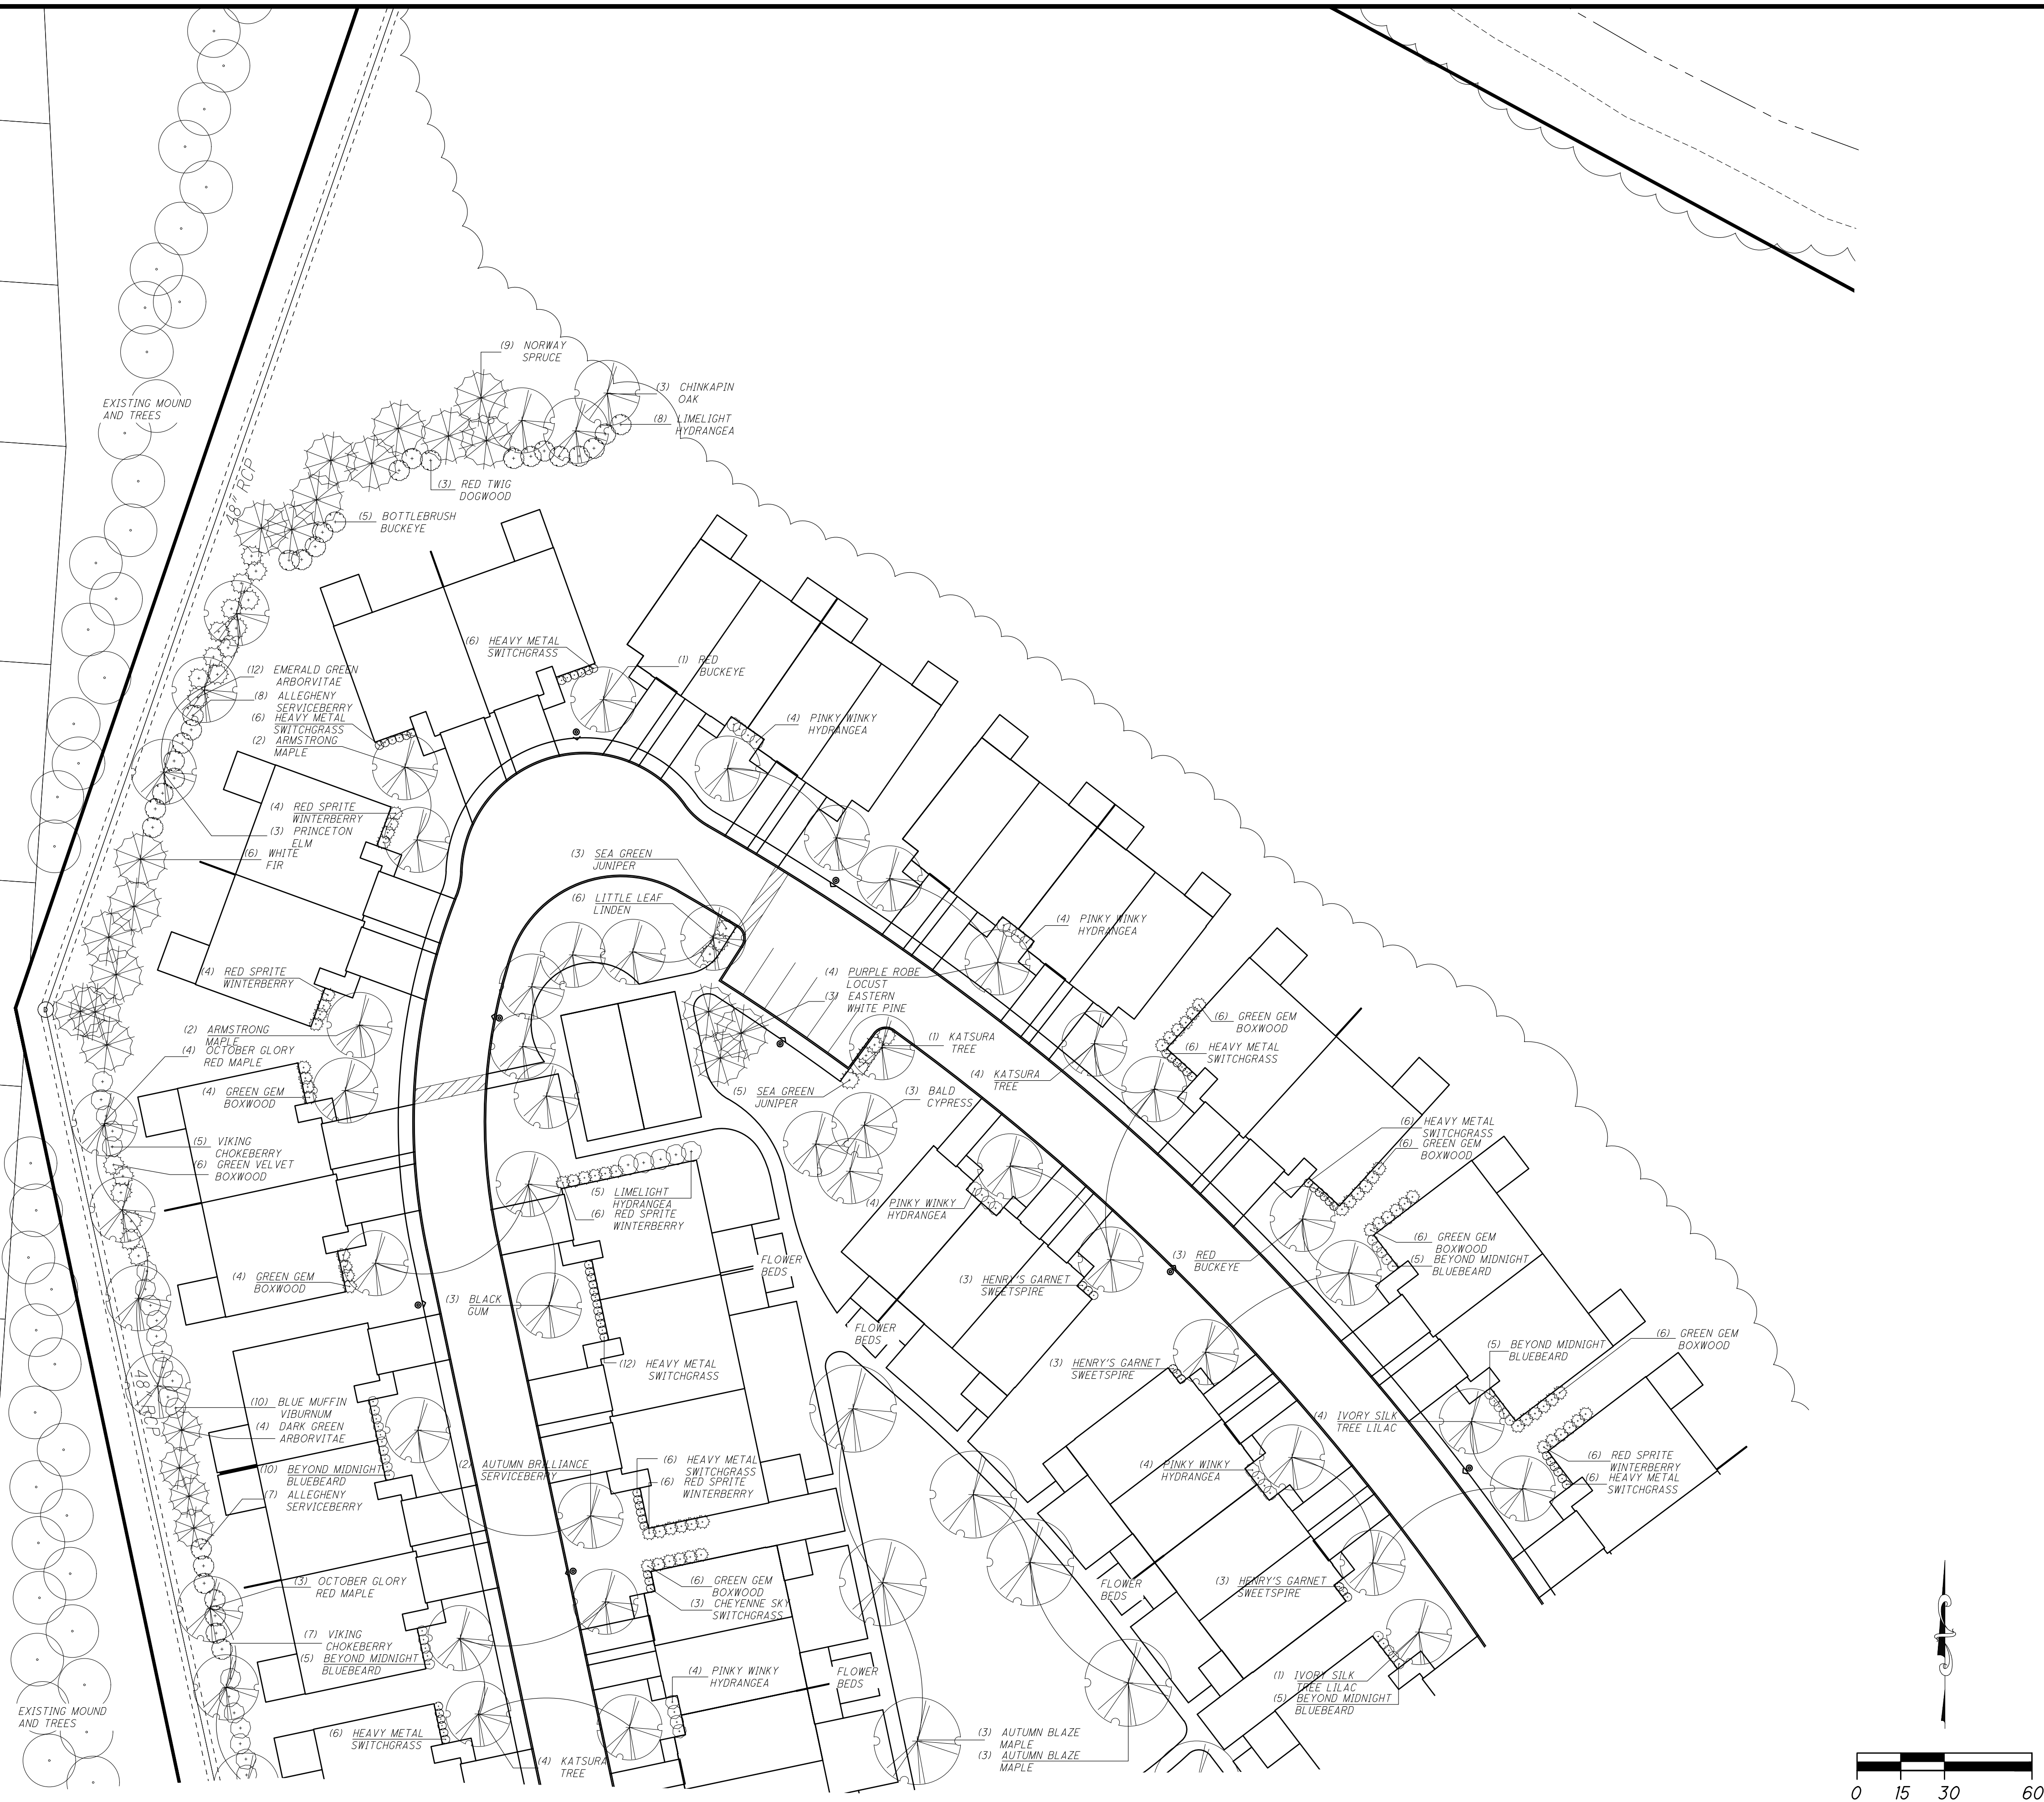 (9) NORWAY
SPRUCE
(3) CHINKAPIN
OAK
EXISTING MOUND
AND TREES
(8) LIMELIGHT
HYDRANGEA
48" RCP
(3) RED TWIG
DOGWOOD
(5) BOTTLEBRUSH
BUCKEYE
(6) HEAVY METAL
SWITCHGRASS
(1) RED
BUCKEYE
(12) EMERALD GREEN
ARBORVITAE
(8) ALLEGHENY
SERVICEBERRY
(6) HEAVY METAL
SWITCHGRASS
(2) ARMSTRONG
MAPLE
(4) PINKY WINKY
HYDRANGEA
(4) RED SPRITE
WINTERBERRY
(3) PRINCETON
ELM
(6) WHITE
FIR
(3) SEA GREEN
JUNIPER
(6) LITTLE LEAF
LINDEN
(4) PINKY WINKY
HYDRANGEA
(4) RED SPRITE
WINTERBERRY
(4) PURPLE ROBE
LOCUST
(3) EASTERN
WHITE PINE
(6) GREEN GEM
BOXWOOD
(2) ARMSTRONG
MAPLE
(1) KATSURA
TREE
(6) HEAVY METAL
SWITCHGRASS
(4) OCTOBER GLORY
RED MAPLE
(4) KATSURA
TREE
(4) GREEN GEM
BOXWOOD
(5) SEA GREEN
JUNIPER
(3) BALD
CYPRESS
(6) HEAVY METAL
SWITCHGRASS
(6) GREEN GEM
BOXWOOD
(5) VIKING
CHOKEBERRY
(6) GREEN VELVET
BOXWOOD
(5) LIMELIGHT
HYDRANGEA
(6) RED SPRITE
WINTERBERRY
(4) PINKY WINKY
HYDRANGEA
(6) GREEN GEM
BOXWOOD
(5) BEYOND MIDNIGHT
BLUEBEARD
(3) RED
BUCKEYE
FLOWER
BEDS
(4) GREEN GEM
BOXWOOD
(3) HENRY'S GARNET
SWEETSPIRE
(3) BLACK
GUM
FLOWER
BEDS
(6) GREEN GEM
BOXWOOD
(5) BEYOND MIDNIGHT
BLUEBEARD
(12) HEAVY METAL
SWITCHGRASS
(3) HENRY'S GARNET
SWEETSPIRE
(10) BLUE MUFFIN
VIBURNUM
(4) DARK GREEN
ARBORVITAE
(4) IVORY SILK
TREE LILAC
(10) BEYOND MIDNIGHT
BLUEBEARD
(7) ALLEGHENY
SERVICEBERRY
(2) AUTUMN BRILLIANCE
SERVICEBERRY
(6) HEAVY METAL
SWITCHGRASS
(6) RED SPRITE
WINTERBERRY
(4) PINKY WINKY
HYDRANGEA
(6) RED SPRITE
WINTERBERRY
(6) HEAVY METAL
SWITCHGRASS
(3) OCTOBER GLORY
RED MAPLE
(6) GREEN GEM
BOXWOOD
(3) CHEYENNE SKY
SWITCHGRASS
FLOWER
BEDS
(3) HENRY'S GARNET
SWEETSPIRE
(7) VIKING
CHOKEBERRY
(5) BEYOND MIDNIGHT
BLUEBEARD
(4) PINKY WINKY
HYDRANGEA
FLOWER
BEDS
(1) IVORY SILK
TREE LILAC
(5) BEYOND MIDNIGHT
BLUEBEARD
EXISTING MOUND
AND TREES
(6) HEAVY METAL
SWITCHGRASS
(4) KATSURA
TREE
(3) AUTUMN BLAZE
MAPLE
(3) AUTUMN BLAZE
MAPLE
0 15 30 60